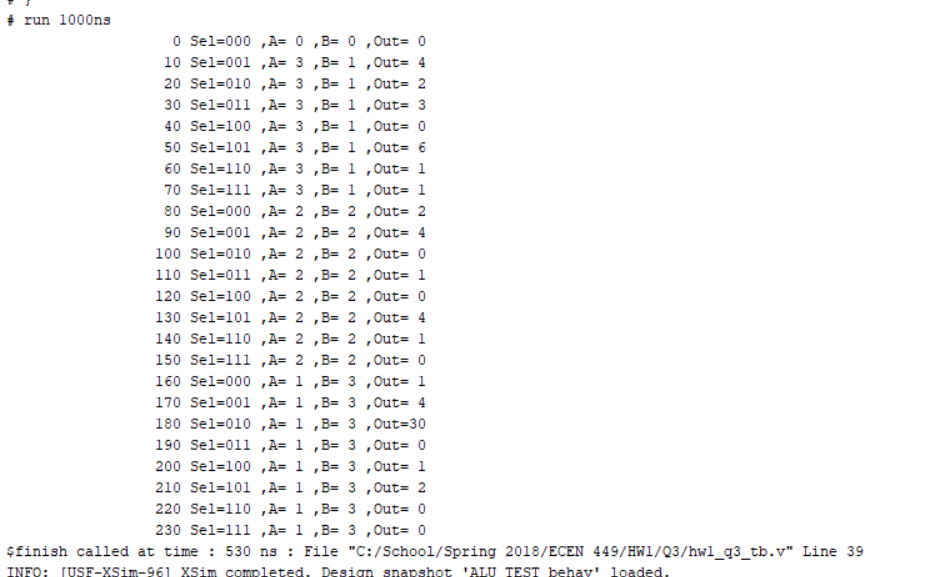 # }
# run 1000ns
0 Sel=000 ,A= 0 ,B= 0 ,Out= 0
10 Sel=001 ,A= 3 ,B= 1 ,Out= 4
20 Sel=010 ,A= 3 ,B= 1 ,Out= 2
30 Sel=011 ,A= 3 ,B= 1 ,Out= 3
40 Sel=100 ,A= 3 ,B= 1 ,Out= 0
50 Sel=101 ,A= 3 ,B= 1 ,Out= 6
60 Sel=110 ,A= 3 ,B= 1 ,Out= 1
70 Sel=111 ,A= 3 ,B= 1 ,Out= 1
80 Sel=000 ,A= 2 ,B= 2 ,Out= 2
90 Sel=001 ,A= 2 ,B= 2 ,Out= 4
100 Sel=010 ,A= 2 ,B= 2 ,Out= 0
110 Sel=011 ,A= 2 ,B= 2 ,Out= 1
120 Sel=100 ,A= 2 ,B= 2 ,Out= 0
130 Sel=101 ,A= 2 ,B= 2 ,Out= 4
140 Sel=110 ,A= 2 ,B= 2 ,Out= 1
150 Sel=111 ,A= 2 ,B= 2 ,Out= 0
160 Sel=000 ,A= 1 ,B= 3 ,Out= 1
170 Sel=001 ,A= 1 ,B= 3 ,Out= 4
180 Sel=010 ,A= 1 ,B= 3 ,Out=30
190 Sel=011 ,A= 1 ,B= 3 ,Out= 0
200 Sel=100 ,A= 1 ,B= 3 ,Out= 1
210 Sel=101 ,A= 1 ,B= 3 ,Out= 2
220 Sel=110 ,A= 1 ,B= 3 ,Out= 0
230 Sel=111 ,A= 1 ,B= 3 ,Out= 0
$finish called at time : 530 ns : File "C:/School/Spring 2018/ECEN 449/HW1/Q3/hw1_q3_tb.v" Line 39
INFO: [USF-XSim-96] XSim completed. Design snapshot 'ALU_TEST_behav' loaded.